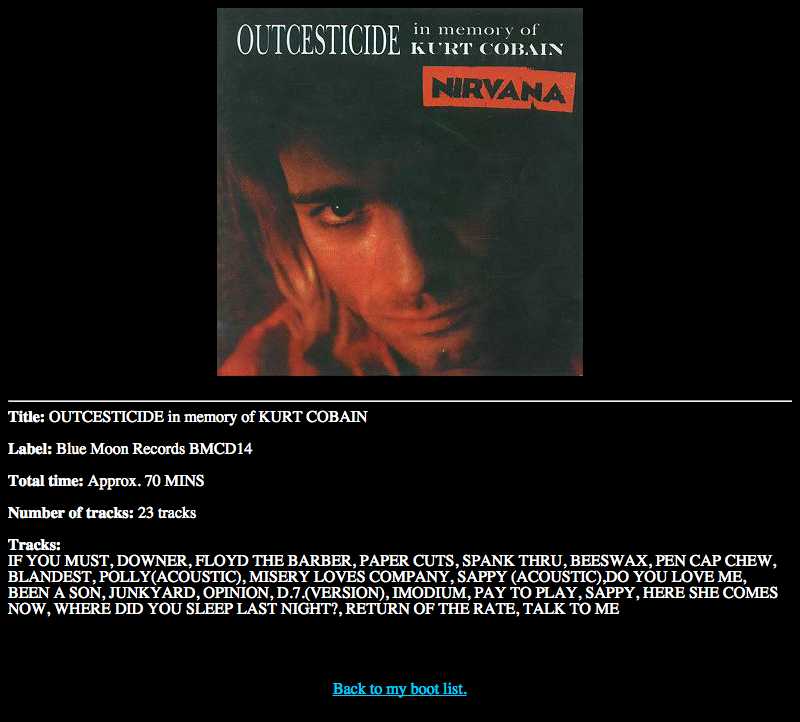 OUTCESTICIDE in memory of
KURT COBAIN
NIRVANA
Title: OUTCESTICIDE in memory of KURT COBAIN
Label: Blue Moon Records BMCD14
Total time: Approx. 70 MINS
Number of tracks: 23 tracks
Tracks:
IF YOU MUST, DOWNER, FLOYD THE BARBER, PAPER CUTS, SPANK THRU, BEESWAX, PEN CAP CHEW,
BLANDEST, POLLY(ACOUSTIC), MISERY LOVES COMPANY, SAPPY (ACOUSTIC),DO YOU LOVE ME,
BEEN A SON, JUNKYARD, OPINION, D.7.(VERSION), IMODIUM, PAY TO PLAY, SAPPY, HERE SHE COMES
NOW, WHERE DID YOU SLEEP LAST NIGHT?, RETURN OF THE RATE, TALK TO ME
Back to my boot list.